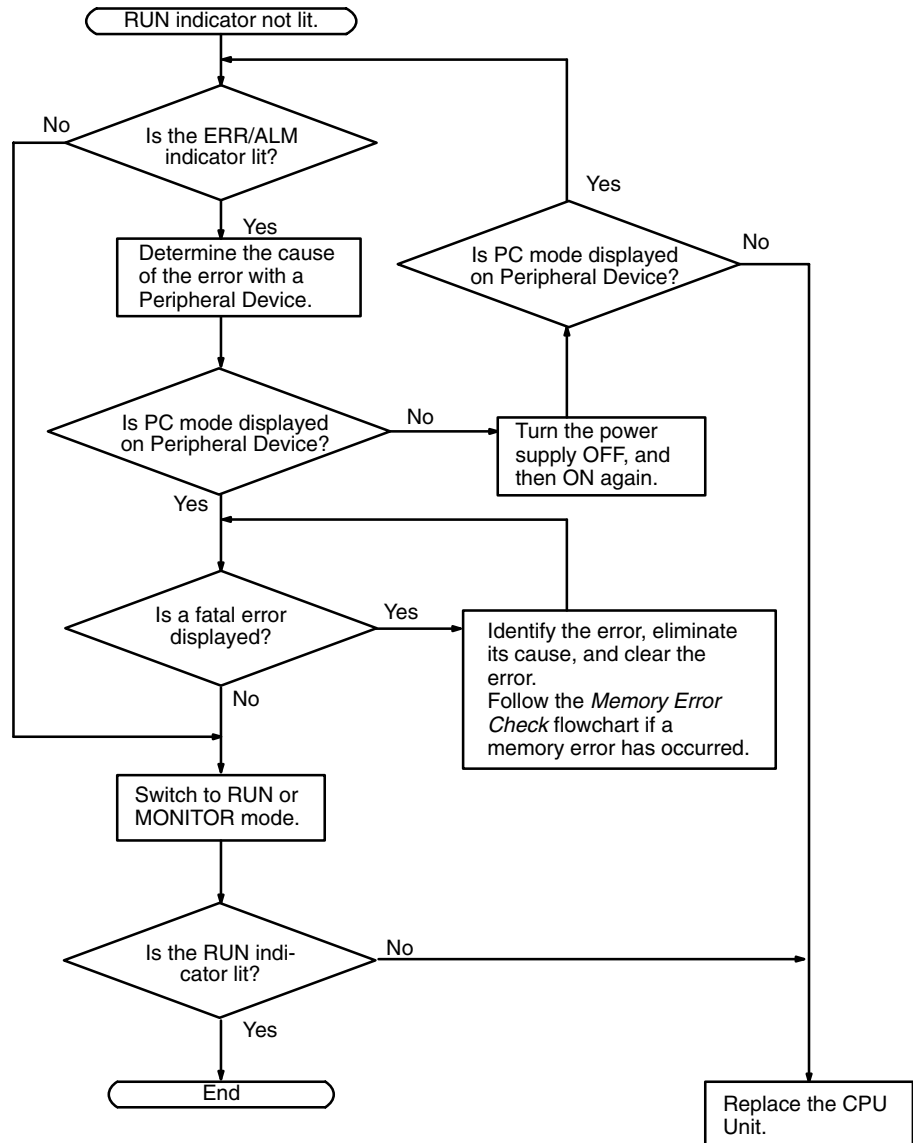 RUN indicator not lit.
No
Is the ERR/ALM
indicator lit?
Yes
Determine the cause
of the error with a
Peripheral Device.
Is PC mode displayed
on Peripheral Device?
No
Turn the power
supply OFF, and
then ON again.
Yes
Is PC mode displayed
on Peripheral Device?
No
Yes
Is a fatal error
displayed?
Yes
Identify the error, eliminate
its cause, and clear the
error.
Follow the Memory Error
Check flowchart if a
memory error has occurred.
No
Switch to RUN or
MONITOR mode.
Is the RUN indi-
cator lit?
No
Yes
End
Replace the CPU
Unit.